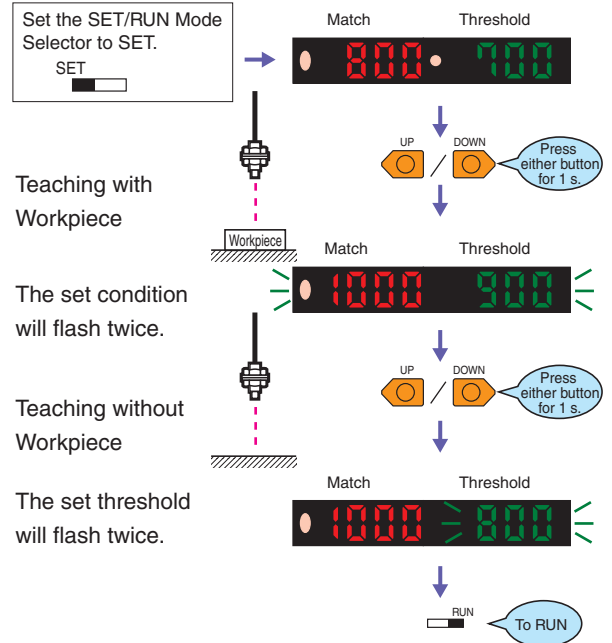 Set the SET/RUN Mode
Selector to SET.
SET
Match Threshold
800 700
UP DOWN
Press
either button
for 1 s.
Teaching with
Workpiece
Workpiece
Match Threshold
1000 900
The set condition
will flash twice.
UP DOWN
Press
either button
for 1 s.
Teaching without
Workpiece
Match Threshold
1000 800
The set threshold
will flash twice.
RUN
To RUN